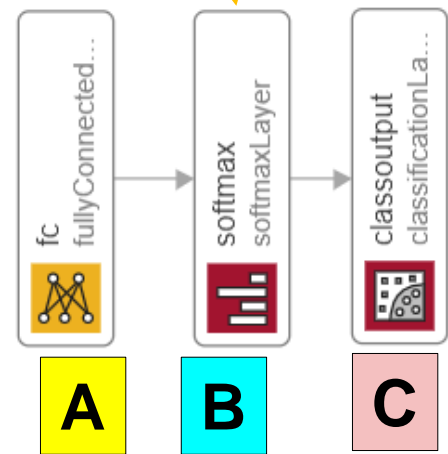 fc
fullyConnected...
softmax
softmaxLayer
classoutput
classificationLa...
A
B
C